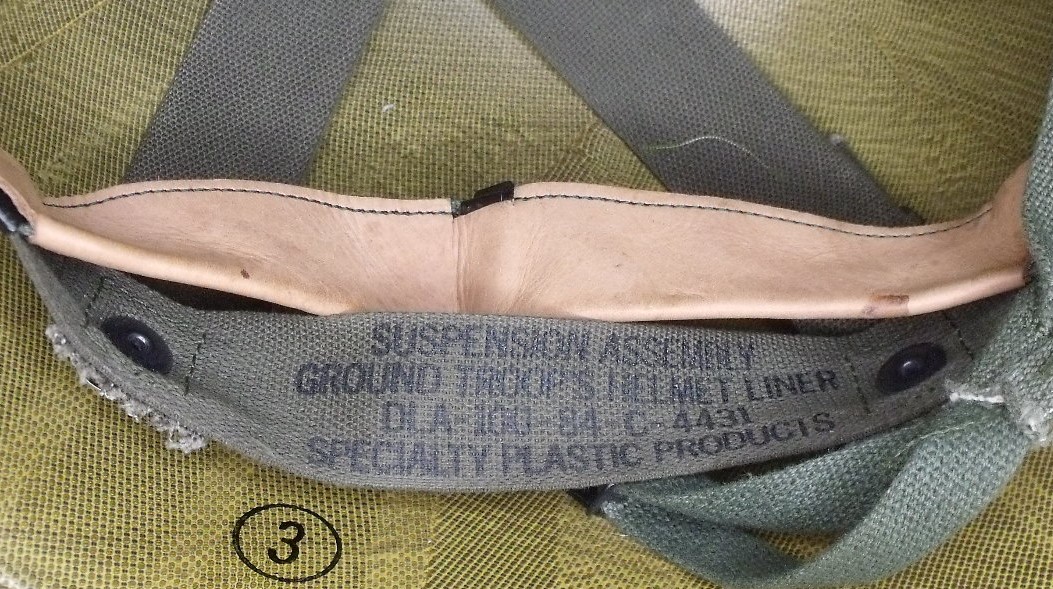 SUSPENSION ASSEMBLY
GROUND TROOPS HELMET LINER
DLA-100-84-C-4431
SPECIALTY PLASTIC PRODUCTS
3